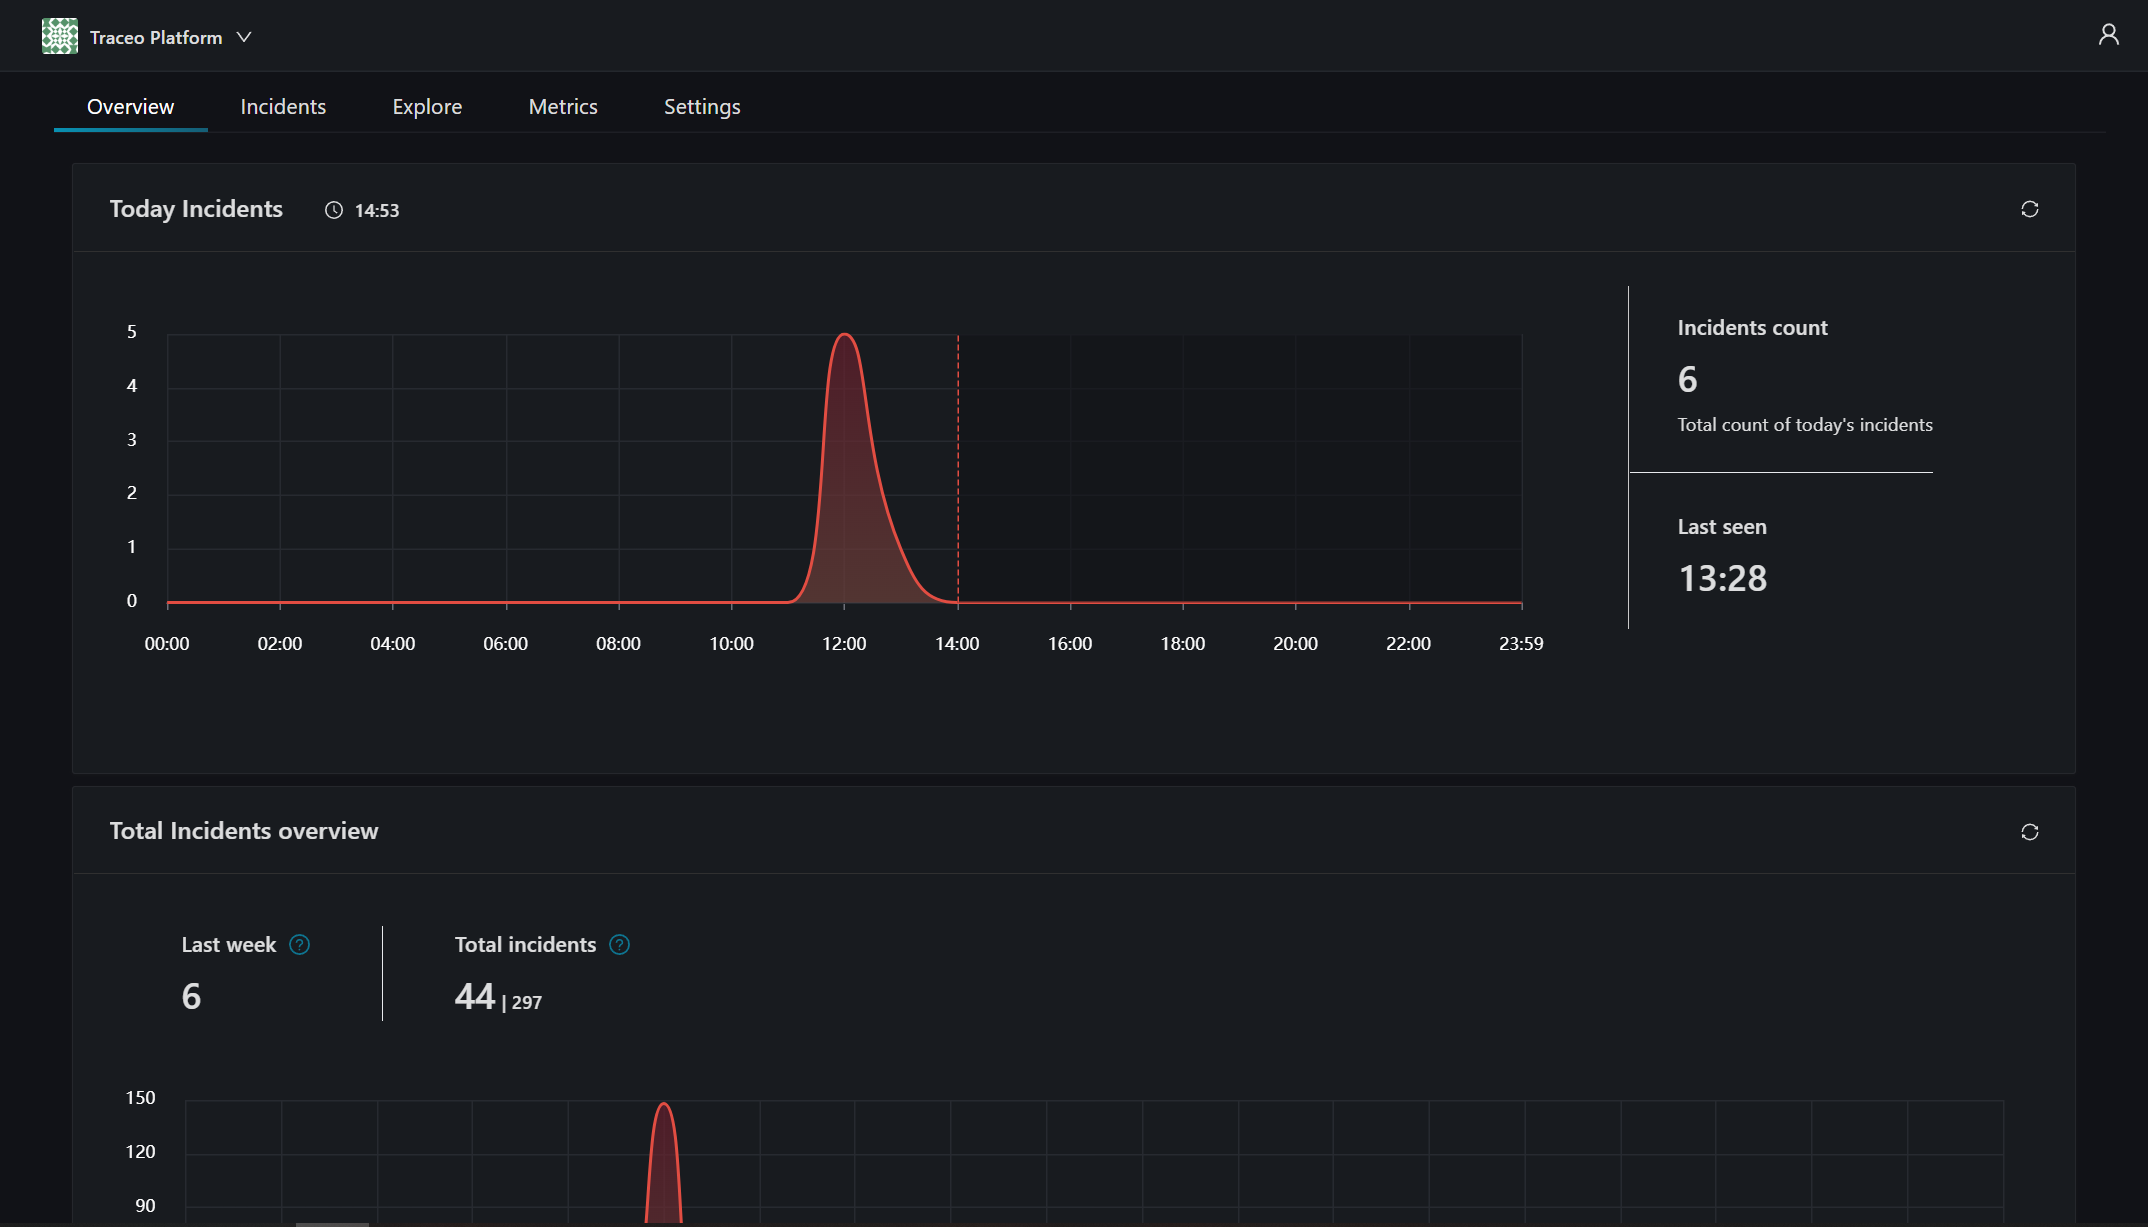 Traceo Platform
Overview Incidents Explore Metrics Settings
Today Incidents 14:53
5
4
3
2
1
0
00:00 02:00 04:00 06:00 08:00 10:00 12:00 14:00 16:00 18:00 20:00 22:00 23:59
Incidents count
6
Total count of today's incidents
Last seen
13:28
Total Incidents overview
Last week ?
6
Total incidents ?
44 | 297
150
120
90